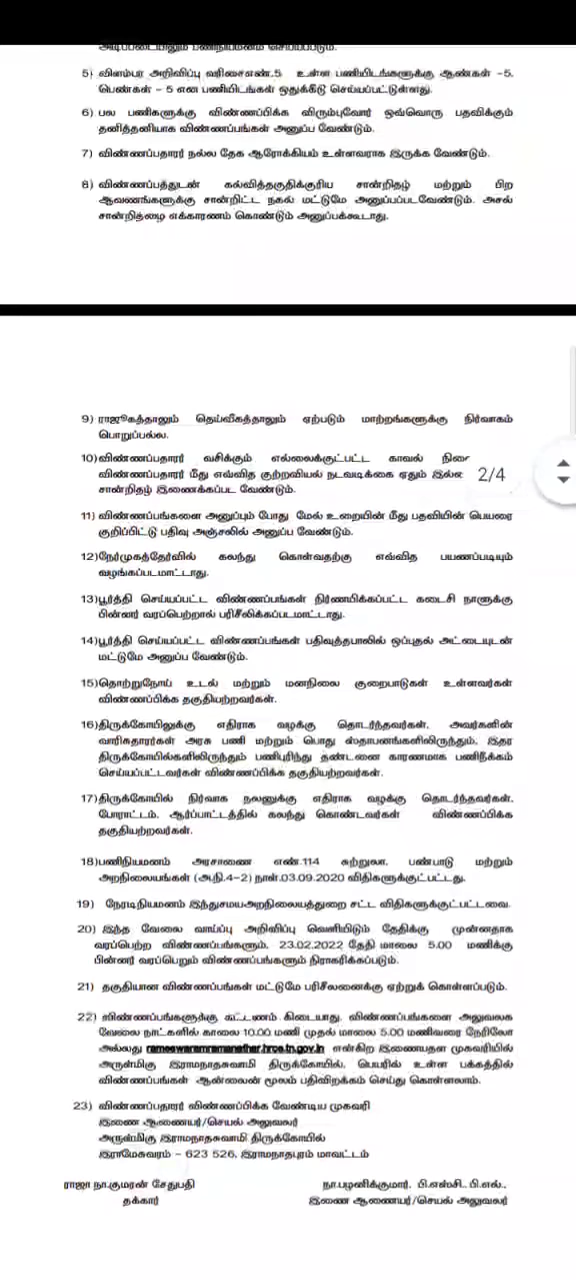 அடிப்படையிலும் பணிநியமனம் செய்யப்படும்.
5) விளம்பர அறிவிப்பு வரிசைஎண்.5 உள்ள பணியிடங்களுக்கு ஆண்கள் -5,
பெண்கள் - 5 என பணியிடங்கள் ஒதுக்கீடு செய்யப்பட்டுள்ளது.
6) பல பணிகளுக்கு விண்ணப்பிக்க விரும்புவோர் ஒவ்வொரு பதவிக்கும்
தனித்தனியாக விண்ணப்பங்கள் அனுப்ப வேண்டும்.
7) விண்ணப்பதாரர் நல்ல தேக ஆரோக்கியம் உள்ளவராக இருக்க வேண்டும்.
8) விண்ணப்பத்துடன் கல்வித்தகுதிக்குரிய சான்றிதழ் மற்றும் பிற
ஆவணங்களுக்கு சான்றிட்ட நகல் மட்டுமே அனுப்பப்படவேண்டும். அசல்
சான்றித்ழை எக்காரணம் கொண்டும் அனுப்பக்கூடாது.
9) ராஜூகத்தாலும் தெய்வீகத்தாலும் ஏற்படும் மாற்றங்களுக்கு நிர்வாகம்
பொறுப்பல்ல.
10)விண்ணப்பதாரர் வசிக்கும் எல்லைக்குட்பட்ட காவல்
விண்ணப்பதாரர் மீது எவ்வித குற்றவியல் நடவடிக்கை ஏதும் 2/4
சான்றிதழ் இணைக்கப்பட வேண்டும்.
11) விண்ணப்பங்களை அனுப்பும் போது மேல் உறையின் மீது பதவியின் பெயரை
குறிப்பிட்டு பதிவு அஞ்சலில் அனுப்ப வேண்டும்.
12)நேர்முகத்தேர்வில் கலந்து கொள்வதற்கு எவ்வித பயணப்படியும்
வழங்கப்படமாட்டாது.
13)பூர்த்தி செய்யப்பட்ட விண்ணப்பங்கள் நிர்ணயிக்கப்பட்ட கடைசி நாளுக்கு
பின்னர் வரப்பெற்றால் பரிசீலிக்கப்படமாட்டாது.
14)பூர்த்தி செய்யப்பட்ட விண்ணப்பங்கள் பதிவுத்தபாலில் ஒப்புதல் அட்டையுடன்
மட்டுமே அனுப்ப வேண்டும்.
15)தொற்றுநோய் உடல் மற்றும் மனநிலை குறைபாடுகள் உள்ளவர்கள்
விண்ணப்பிக்க தகுதியற்றவர்கள்.
16)திருக்கோயிலுக்கு எதிராக வழக்கு தொடர்ந்தவர்கள், அவர்களின்
வாரிசுதாரர்கள் அரசு பணி மற்றும் பொது ஸ்தாபனங்களிலிருந்தும், இதர
திருக்கோயில்களிலிருந்தும் பணிபுரிந்து தண்டனை காரணமாக பணிநீக்கம்
செய்யப்பட்டவர்கள் விண்ணப்பிக்க தகுதியற்றவர்கள்.
17)திருக்கோயில் நிர்வாக நலனுக்கு எதிராக வழக்கு தொடர்ந்தவர்கள்,
போராட்டம், ஆர்ப்பாட்டத்தில் கலந்து கொண்டவர்கள் விண்ணப்பிக்க
தகுதியற்றவர்கள்.
18)பணிநியமனம் அரசாணை எண்.114 சுற்றுலா, பண்பாடு மற்றும்
அறநிலையங்கள் (அ.நி.4-2) நாள்.03.09.2020 விதிகளுக்குட்பட்டது.
19) நேரடிநியமனம் இந்துசமயஅறநிலையத்துறை சட்ட விதிகளுக்குட்பட்டவை.
20) இந்த வேலை வாய்ப்பு அறிவிப்பு வெளியிடும் தேதிக்கு முன்னதாக
வரப்பெற்ற விண்ணப்பங்களும், 23.02.2022 தேதி மாலை 5.00 மணிக்கு
பின்னர் வரப்பெறும் விண்ணப்பங்களும் நிராகரிக்கப்படும்.
21) தகுதியான விண்ணப்பங்கள் மட்டுமே பரிசீலனைக்கு ஏற்றுக் கொள்ளப்படும்.
22) விண்ணப்பங்களுக்கு கட்டணம் கிடையாது. விண்ணப்பங்களை அலுவலக
வேலை நாட்களில் காலை 10.00 மணி முதல் மாலை 5.00 மணிவரை நேரிலோ
அல்லது rameswaramramanathar.hrce.tn.gov.in என்கிற இணையதள முகவரியில்
அருள்மிகு இராமநாதசுவாமி திருக்கோயில், பெயரில் உள்ள பக்கத்தில்
விண்ணப்பங்கள் ஆன்லைன் மூலம் பதிவிறக்கம் செய்து கொள்ளலாம்.
23) விண்ணப்பதாரர் விண்ணப்பிக்க வேண்டிய முகவரி
இணை ஆணையர்/செயல் அலுவலர்
அருள்மிகு இராமநாதசுவாமி திருக்கோயில்
இராமேசுவரம் - 623 526, இராமநாதபுரம் மாவட்டம்
ராஜா நா.குமரன் சேதுபதி நா.பழனிக்குமார், பி.எஸ்சி., பி.எல்.,
தக்கார் இணை ஆணையர்/செயல் அலுவலர்